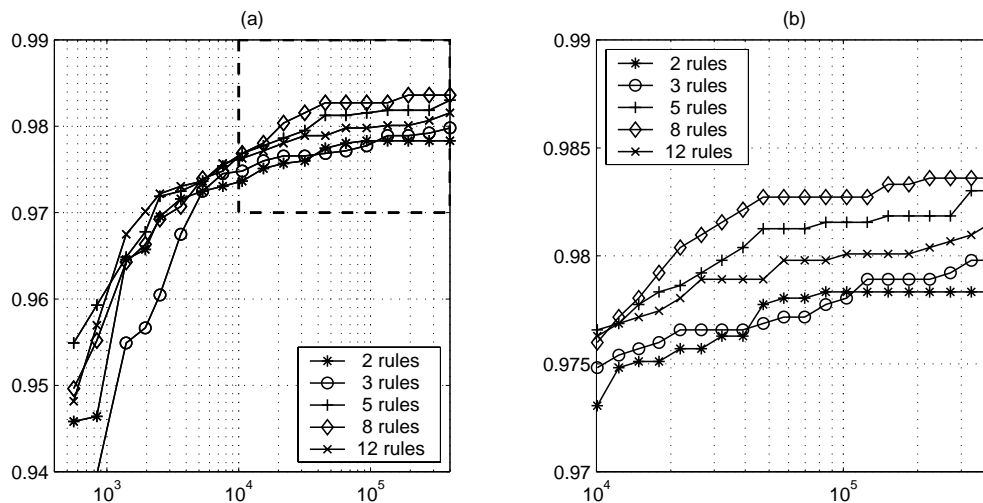 (a)
0.99
0.98
0.97
0.96
0.95
0.94
10^3
10^4
10^5
2 rules
3 rules
5 rules
8 rules
12 rules
(b)
0.99
0.985
0.98
0.975
0.97
10^4
10^5
2 rules
3 rules
5 rules
8 rules
12 rules